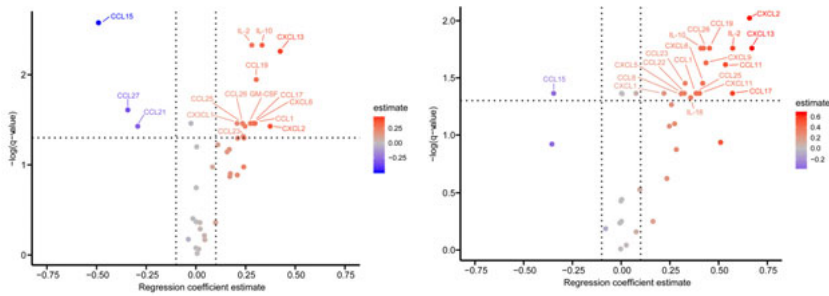 CCL15
IL-2 IL-10
CXCL13
CCL19
CCL27
CCL21
CCL26 GM-CSF CCL17
CCL25
CXCL6
CCL1
CCL23
CXCL2
−log(q-value)
2
1
0
−0.75 −0.50 −0.25 0.00 0.25 0.50 0.75
Regression coefficient estimate
estimate
0.25
0.00
−0.25
−0.50
CXCL2
CCL26 CCL19
IL-10 IL-2 CXCL13
CXCL6
CCL23 CCL1 CXCL9
CXCL5 CCL22 CCL11
CCL15
CCL8 CCL25
CXCL1 CXCL11 CCL17
IL-16
−log(q-value)
2.0
1.5
1.0
0.5
0.0
−0.75 −0.50 −0.25 0.00 0.25 0.50 0.75
Regression coefficient estimate
estimate
0.6
0.4
0.2
0.0
−0.2